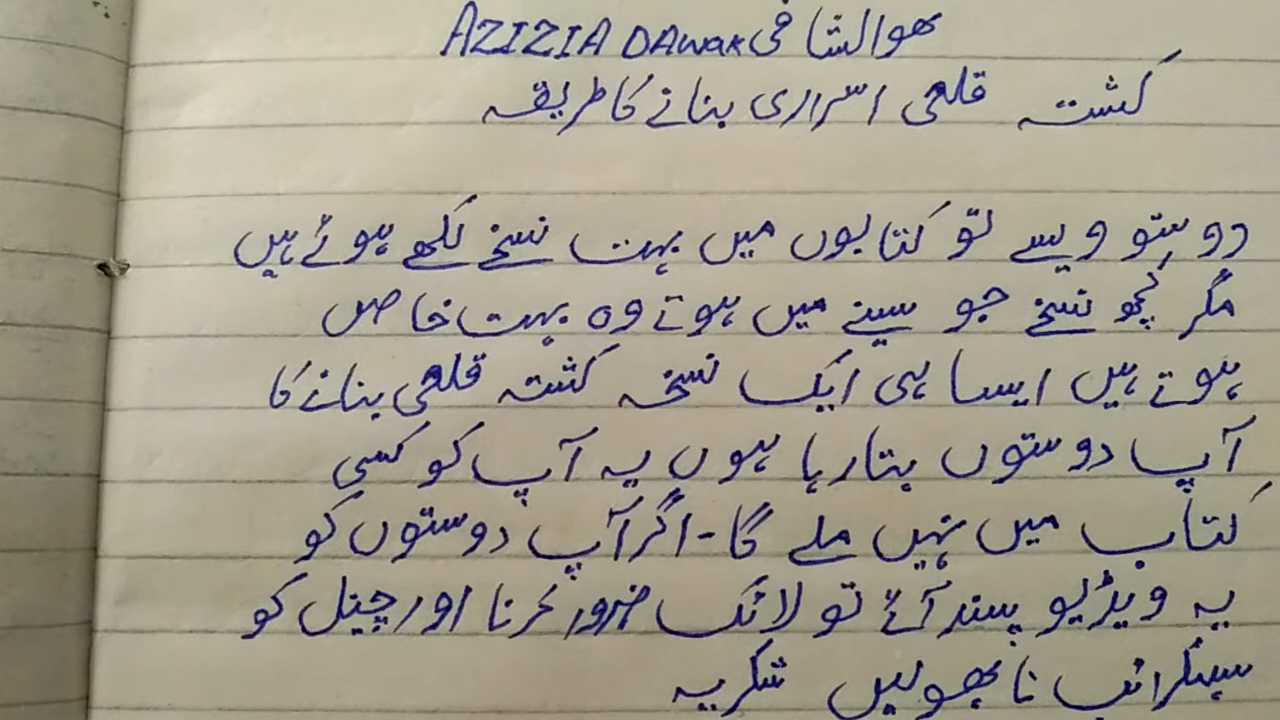 ھوالشافی AZIZIA DAWAK
کشتہ قلعی اسراری بنانے کا طریقہ
دوستو ویسے تو کتابوں میں بہت نسخے لکھے ہوئے ہیں
مگر کچھ نسخے جو سینے میں ہوتے وہ بہت خاص
ہوتے ہیں ایسا ہی ایک نسخہ کشتہ قلعی بنانے کا
آپ دوستوں بتا رہا ہوں یہ آپ کو کسی
کتاب میں نہیں ملے گا - اگر آپ دوستوں کو
یہ ویڈیو پسند آئے تو لائک ضرور کرنا اور چینل کو
سبسکرائب نا بھولیں شکریہ